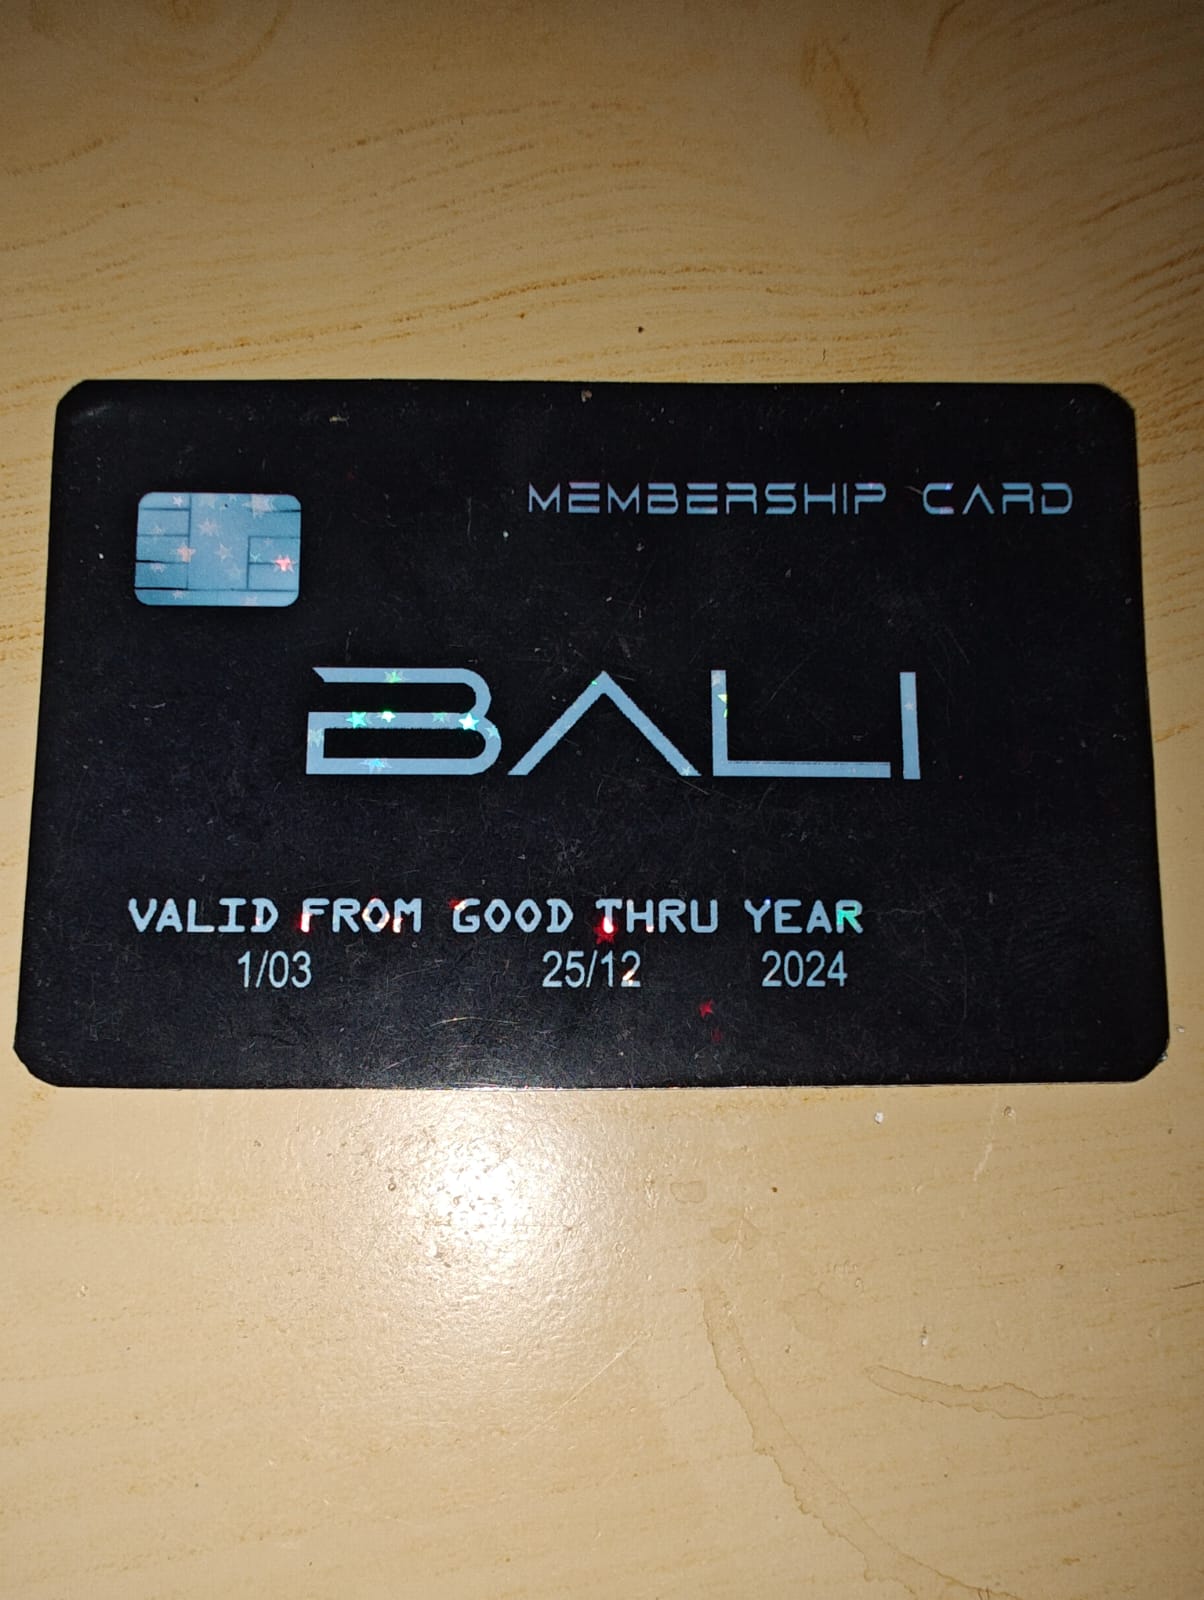 MEMBERSHIP CARD
BALI
VALID FROM GOOD THRU YEAR
1/03 25/12 2024